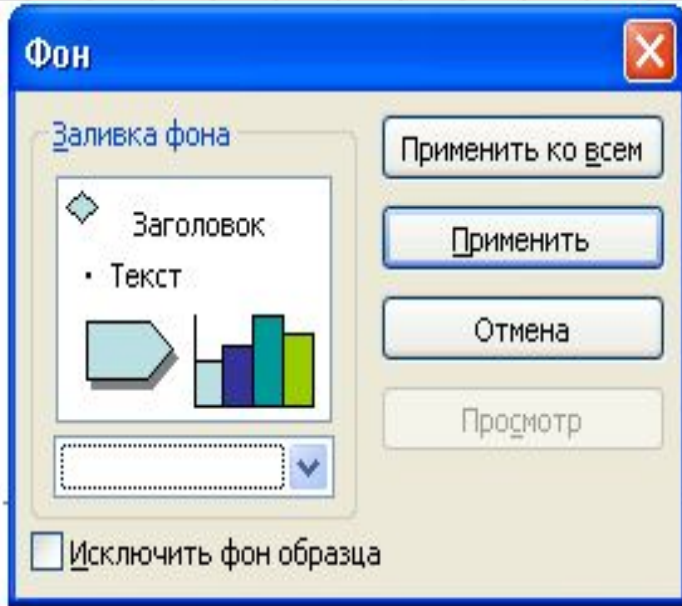 Фон
Заливка фона
Заголовок
· Текст
Применить ко всем
Применить
Отмена
Просмотр
Исключить фон образца